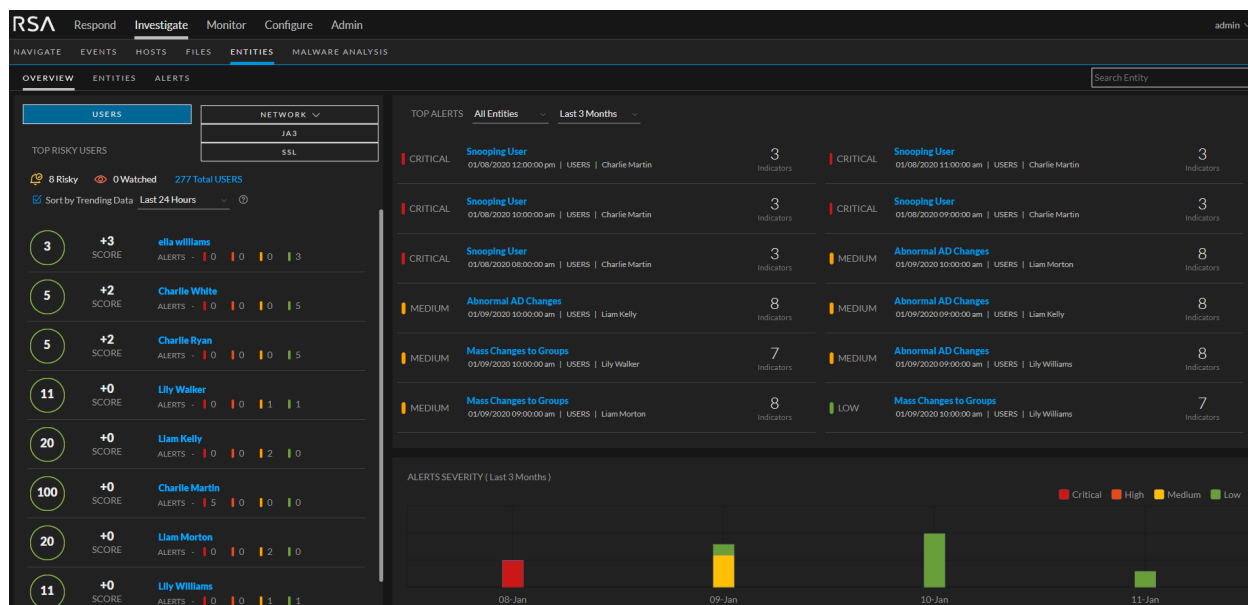 RSA Respond Investigate Monitor Configure Admin admin
NAVIGATE EVENTS HOSTS FILES ENTITIES MALWARE ANALYSIS
OVERVIEW ENTITIES ALERTS Search Entity
USERS NETWORK
JA3
SSL
TOP RISKY USERS
8 Risky 0 Watched 277 Total USERS
Sort by Trending Data Last 24 Hours
3 +3 SCORE ella williams
ALERTS - 0 0 0 3
5 +2 SCORE Charlie White
ALERTS - 0 0 0 5
5 +2 SCORE Charlie Ryan
ALERTS - 0 0 0 5
11 +0 SCORE Lily Walker
ALERTS - 0 0 1 1
20 +0 SCORE Liam Kelly
ALERTS - 0 0 2 0
100 +0 SCORE Charlie Martin
ALERTS - 5 0 0 0
20 +0 SCORE Liam Morton
ALERTS - 0 0 2 0
11 +0 SCORE Lily Williams
ALERTS - 0 0 1 1
TOP ALERTS All Entities Last 3 Months
CRITICAL Snooping User 3 Indicators
01/08/2020 12:00:00 pm | USERS | Charlie Martin
CRITICAL Snooping User 3 Indicators
01/08/2020 11:00:00 am | USERS | Charlie Martin
CRITICAL Snooping User 3 Indicators
01/08/2020 10:00:00 am | USERS | Charlie Martin
CRITICAL Snooping User 3 Indicators
01/08/2020 09:00:00 am | USERS | Charlie Martin
CRITICAL Snooping User 3 Indicators
01/08/2020 08:00:00 am | USERS | Charlie Martin
MEDIUM Abnormal AD Changes 8 Indicators
01/09/2020 10:00:00 am | USERS | Liam Morton
MEDIUM Abnormal AD Changes 8 Indicators
01/09/2020 10:00:00 am | USERS | Liam Kelly
MEDIUM Abnormal AD Changes 8 Indicators
01/09/2020 09:00:00 am | USERS | Liam Kelly
MEDIUM Mass Changes to Groups 7 Indicators
01/09/2020 10:00:00 am | USERS | Lily Walker
MEDIUM Abnormal AD Changes 8 Indicators
01/09/2020 09:00:00 am | USERS | Lily Williams
MEDIUM Mass Changes to Groups 8 Indicators
01/09/2020 09:00:00 am | USERS | Liam Morton
LOW Mass Changes to Groups 7 Indicators
01/09/2020 10:00:00 am | USERS | Lily Williams
ALERTS SEVERITY ( Last 3 Months )
Critical High Medium Low
08-Jan 09-Jan 10-Jan 11-Jan